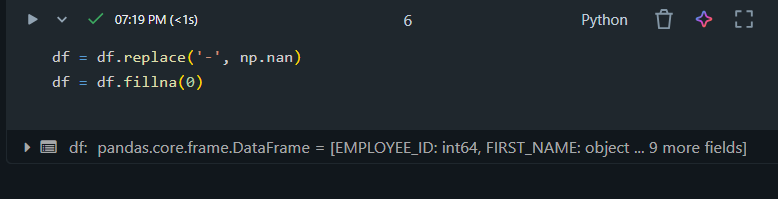 07:19 PM (<1s)
6
Python
df = df.replace('-', np.nan)
df = df.fillna(0)
df: pandas.core.frame.DataFrame = [EMPLOYEE_ID: int64, FIRST_NAME: object ... 9 more fields]